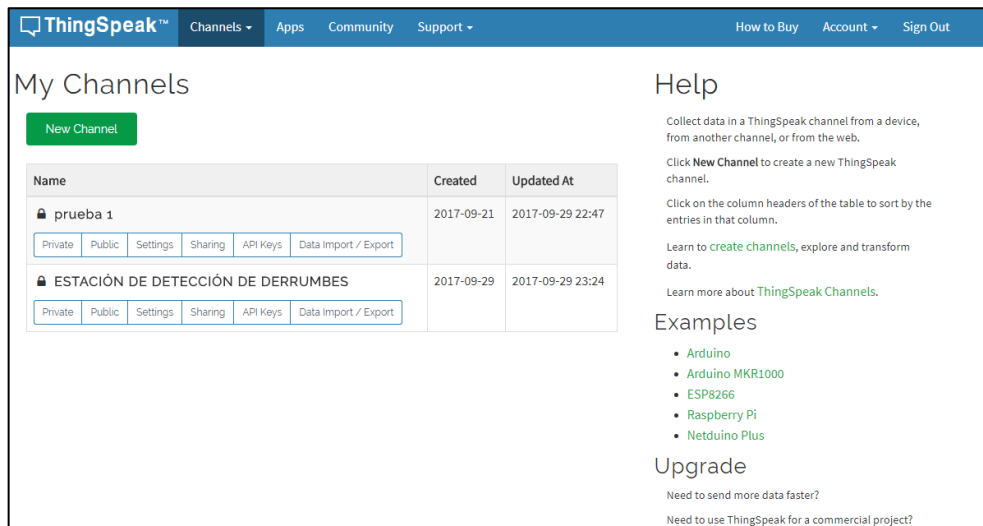 ThingSpeak™ Channels Apps Community Support How to Buy Account Sign Out
My Channels
New Channel
Name Created Updated At
prueba 1 2017-09-21 2017-09-29 22:47
Private Public Settings Sharing API Keys Data Import / Export
ESTACIÓN DE DETECCIÓN DE DERRUMBES 2017-09-29 2017-09-29 23:24
Private Public Settings Sharing API Keys Data Import / Export
Help
Collect data in a ThingSpeak channel from a device,
from another channel, or from the web.
Click New Channel to create a new ThingSpeak
channel.
Click on the column headers of the table to sort by the
entries in that column.
Learn to create channels, explore and transform
data.
Learn more about ThingSpeak Channels.
Examples
• Arduino
• Arduino MKR1000
• ESP8266
• Raspberry Pi
• Netduino Plus
Upgrade
Need to send more data faster?
Need to use ThingSpeak for a commercial project?